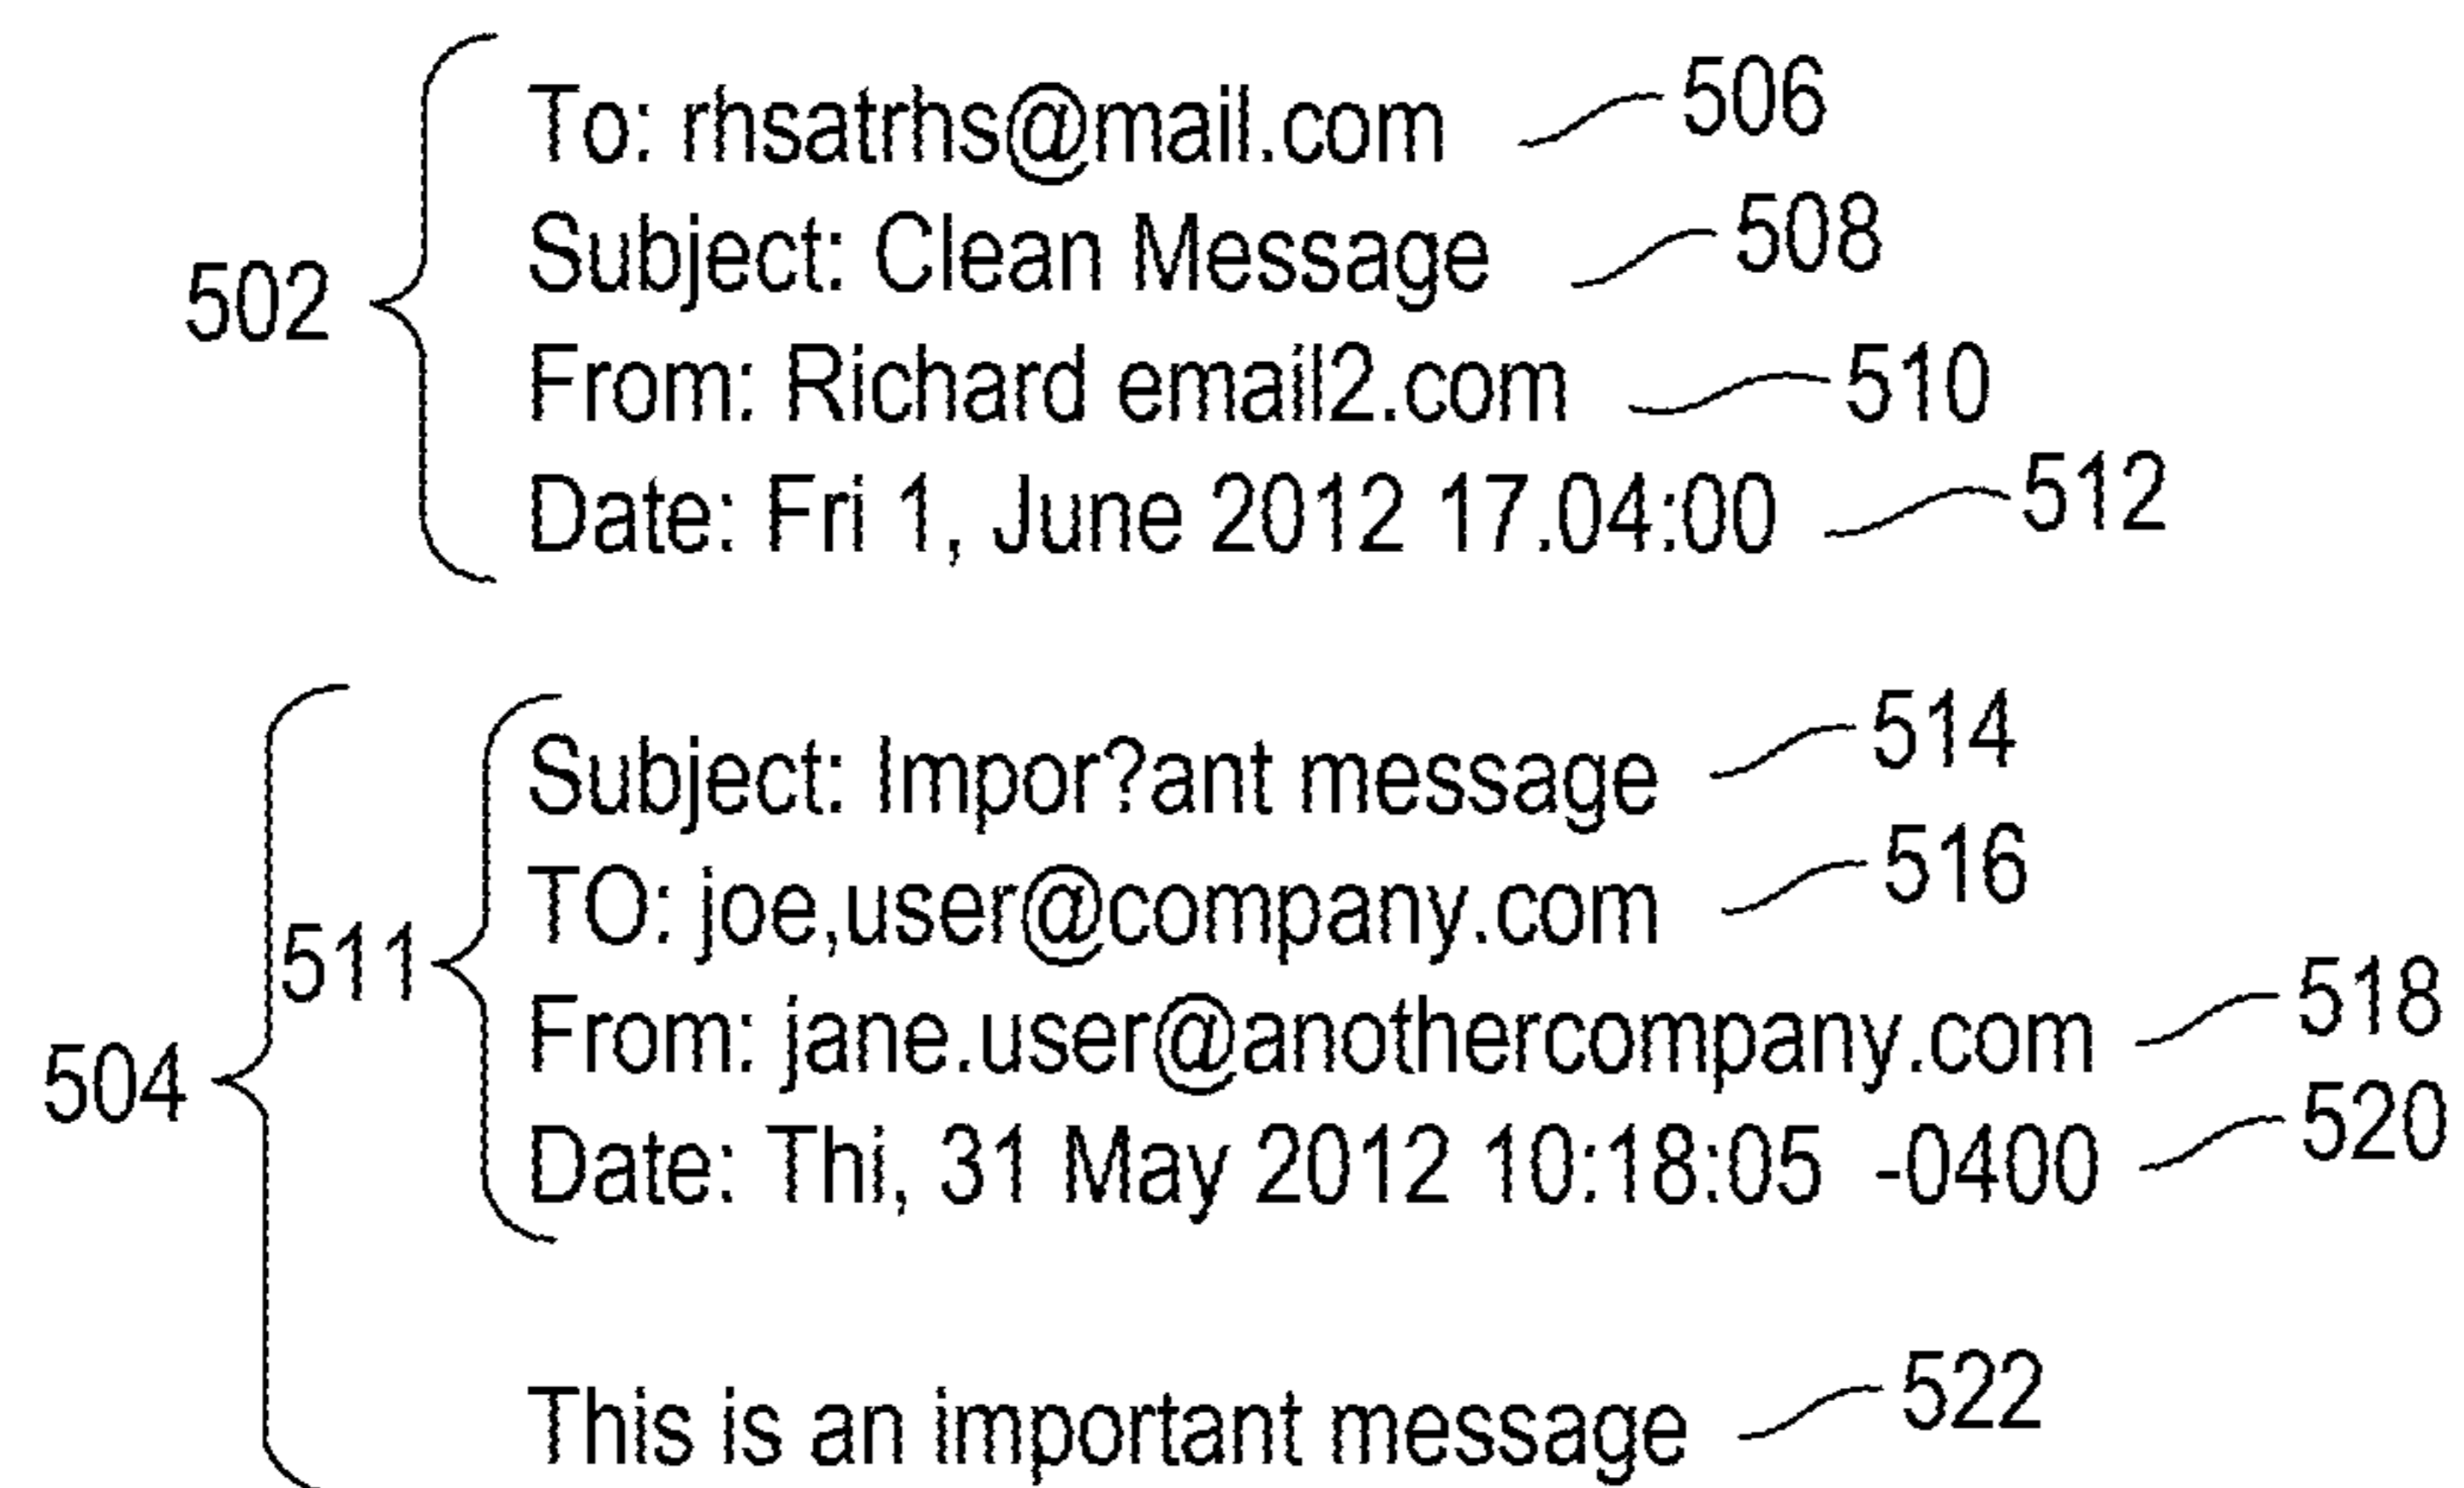 To: rhsatrhs@mail.com 506
Subject: Clean Message 508
502 From: Richard email2.com 510
Date: Fri 1, June 2012 17.04:00 512
Subject: Impor?ant message 514
TO: joe,user@company.com 516
511
From: jane.user@anothercompany.com 518
504
Date: Thi, 31 May 2012 10:18:05 -0400 520
This is an important message 522